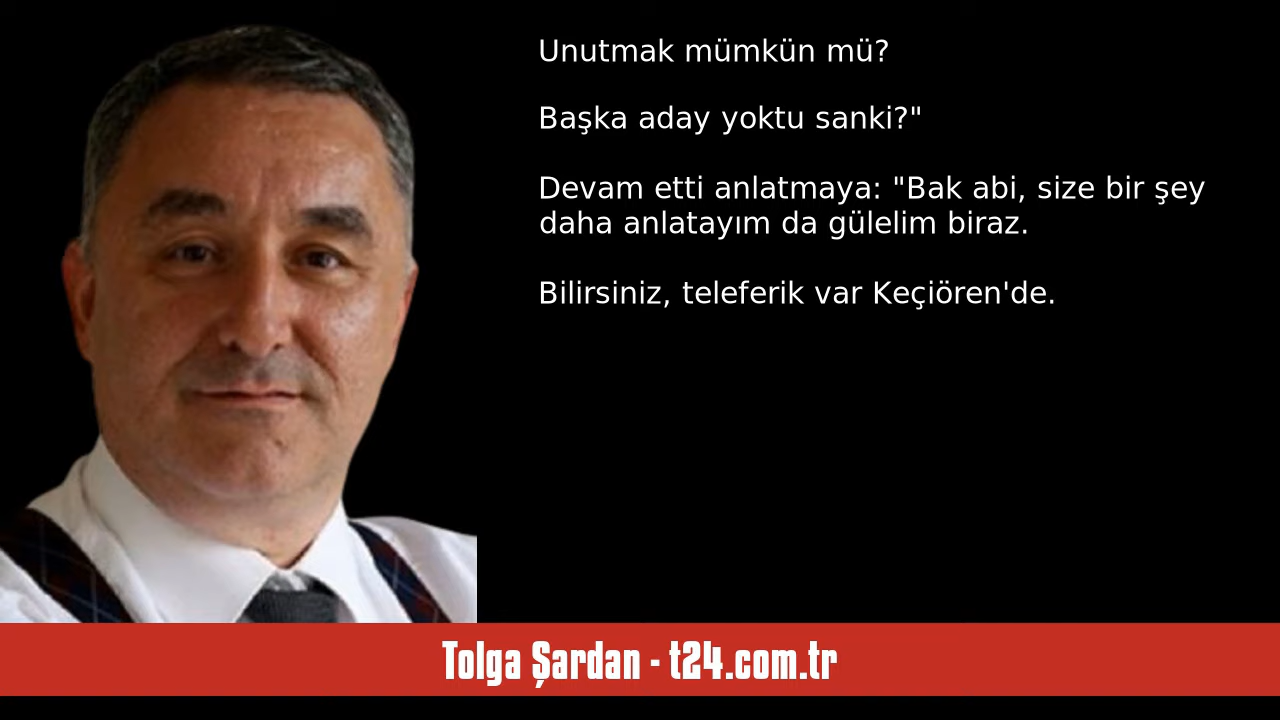 Unutmak mümkün mü?
Başka aday yoktu sanki?"
Devam etti anlatmaya: "Bak abi, size bir şey
daha anlatayım da gülelim biraz.
Bilirsiniz, teleferik var Keçiören'de.
Tolga Şardan - t24.com.tr